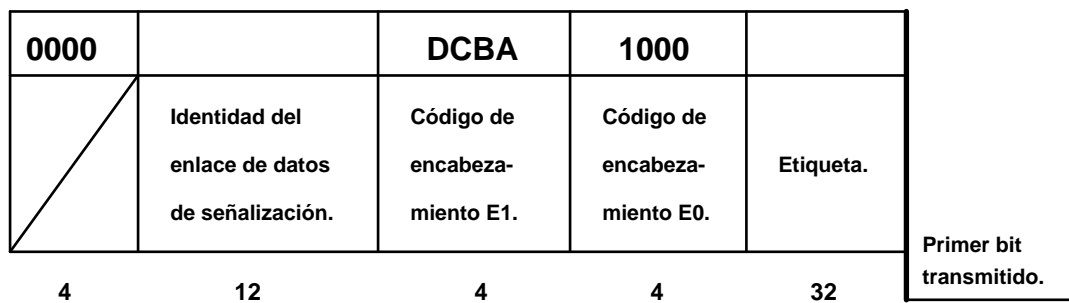 0000 DCBA 1000
Identidad del
enlace de datos
de señalización.
Código de
encabeza-
miento E1.
Código de
encabeza-
miento E0.
Etiqueta.
Primer bit
transmitido.
4 12 4 4 32